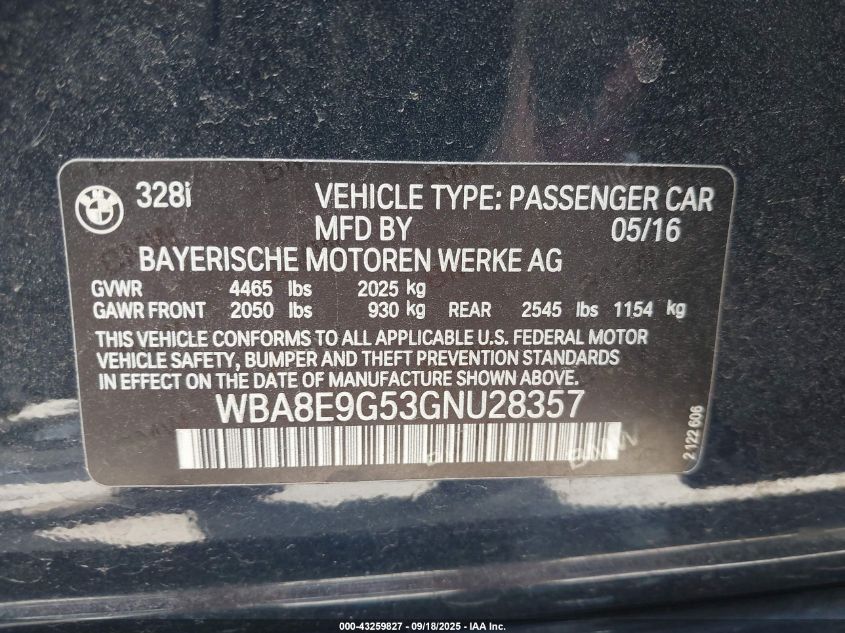 328i VEHICLE TYPE: PASSENGER CAR
MFD BY 05/16
BAYERISCHE MOTOREN WERKE AG
GVWR 4465 lbs 2025 kg
GAWR FRONT 2050 lbs 930 kg REAR 2545 lbs 1154 kg
THIS VEHICLE CONFORMS TO ALL APPLICABLE U.S. FEDERAL MOTOR
VEHICLE SAFETY, BUMPER AND THEFT PREVENTION STANDARDS
IN EFFECT ON THE DATE OF MANUFACTURE SHOWN ABOVE.
WBA8E9G53GNU28357
2 122 606
000-43259827 - 09/18/2025 - IAA Inc.